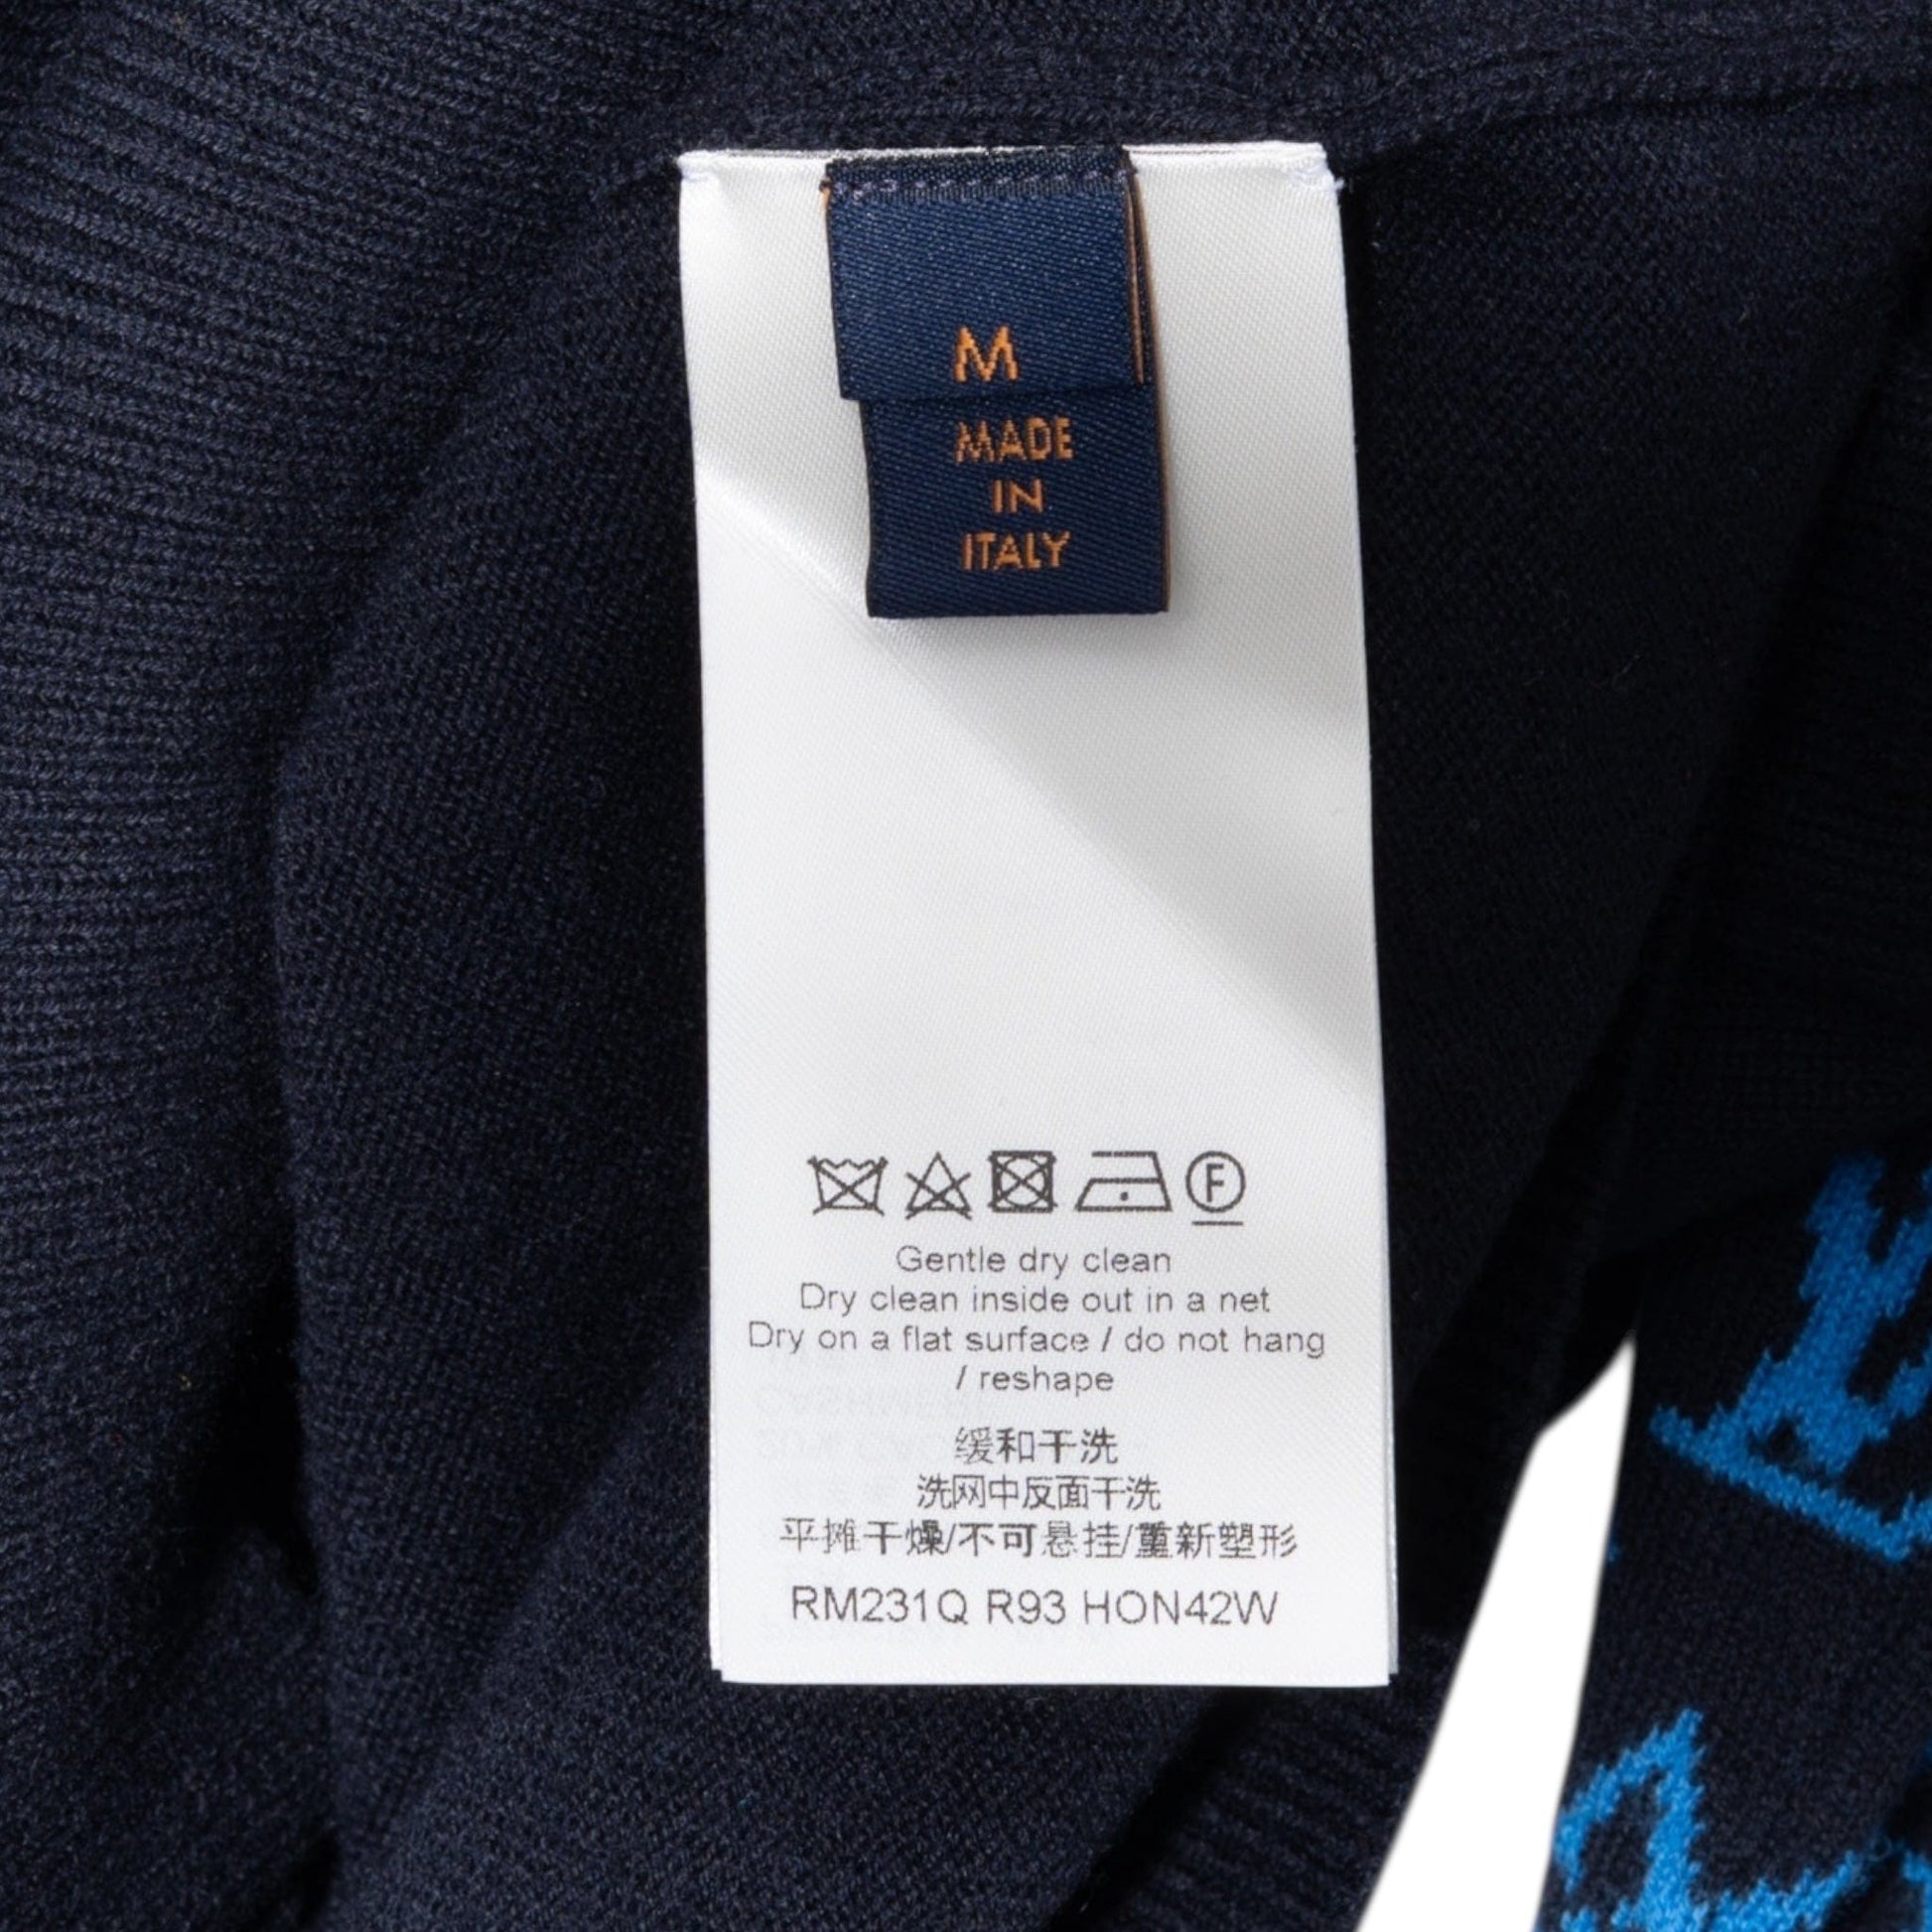 M
MADE
IN
ITALY
F
Gentle dry clean
Dry clean inside out in a net
Dry on a flat surface / do not hang
/ reshape
缓和干洗
洗网中反面干洗
平摊干燥/不可悬挂/重新塑形
RM231Q R93 HON42W